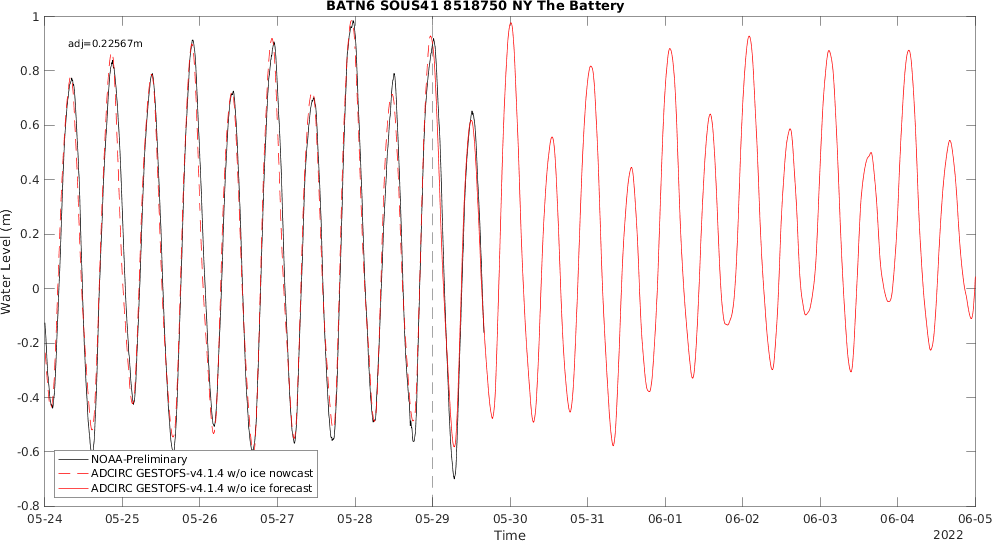 BATN6 SOUS41 8518750 NY The Battery
adj=0.22567m
1
0.8
0.6
0.4
0.2
0
-0.2
-0.4
-0.6
-0.8
Water Level (m)
NOAA-Preliminary
ADCIRC GESTOFS-v4.1.4 w/o ice nowcast
ADCIRC GESTOFS-v4.1.4 w/o ice forecast
05-24 05-25 05-26 05-27 05-28 05-29 05-30 05-31 06-01 06-02 06-03 06-04 06-05
Time
2022